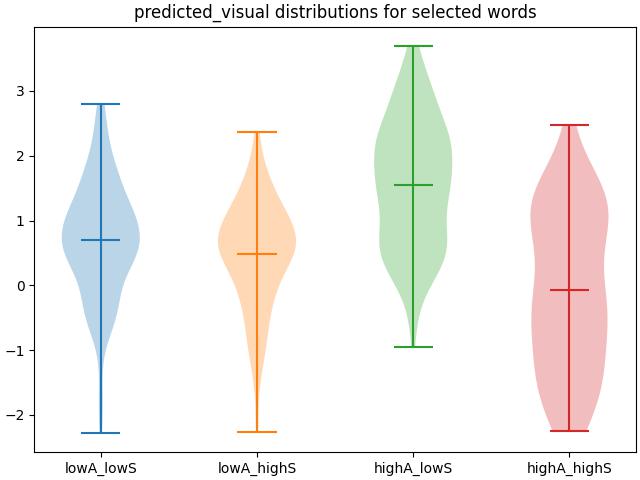 predicted_visual distributions for selected words
3
2
1
0
−1
−2
lowA_lowS
lowA_highS
highA_lowS
highA_highS